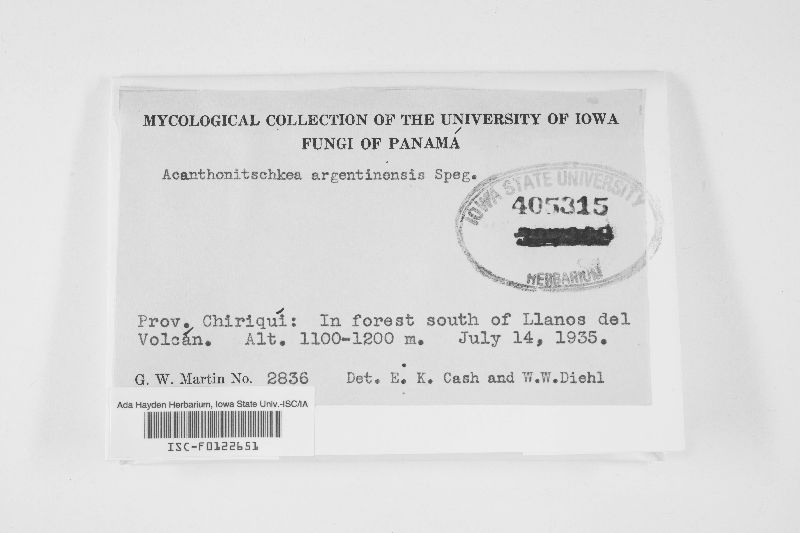 MYCOLOGICAL COLLECTION OF THE UNIVERSITY OF IOWA
FUNGI OF PANAMÁ
Acanthonitschkea argentinensis Speg.
IOWA STATE UNIVERSITY
405315
HERBARIUM
Prov. Chiriquí: In forest south of Llanos del
Volcán. Alt. 1100-1200 m. July 14, 1935.
G. W. Martin No. 2836 Det. E. K. Cash and W.W.Diehl
Ada Hayden Herbarium, Iowa State Univ.-ISC/IA
ISC-F0122651